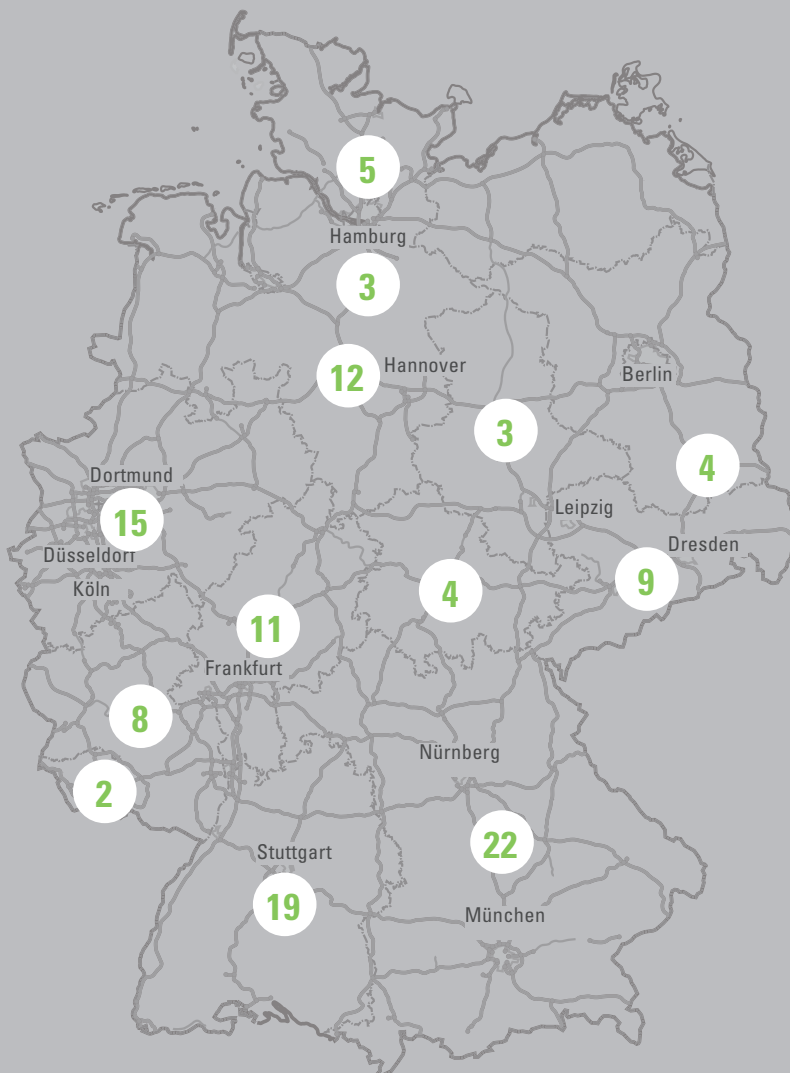 5
Hamburg
3
Hannover
12
Berlin
3
4
Dortmund
15
Leipzig
Düsseldorf
Dresden
Köln
9
4
11
Frankfurt
8
Nürnberg
2
22
Stuttgart
19
München